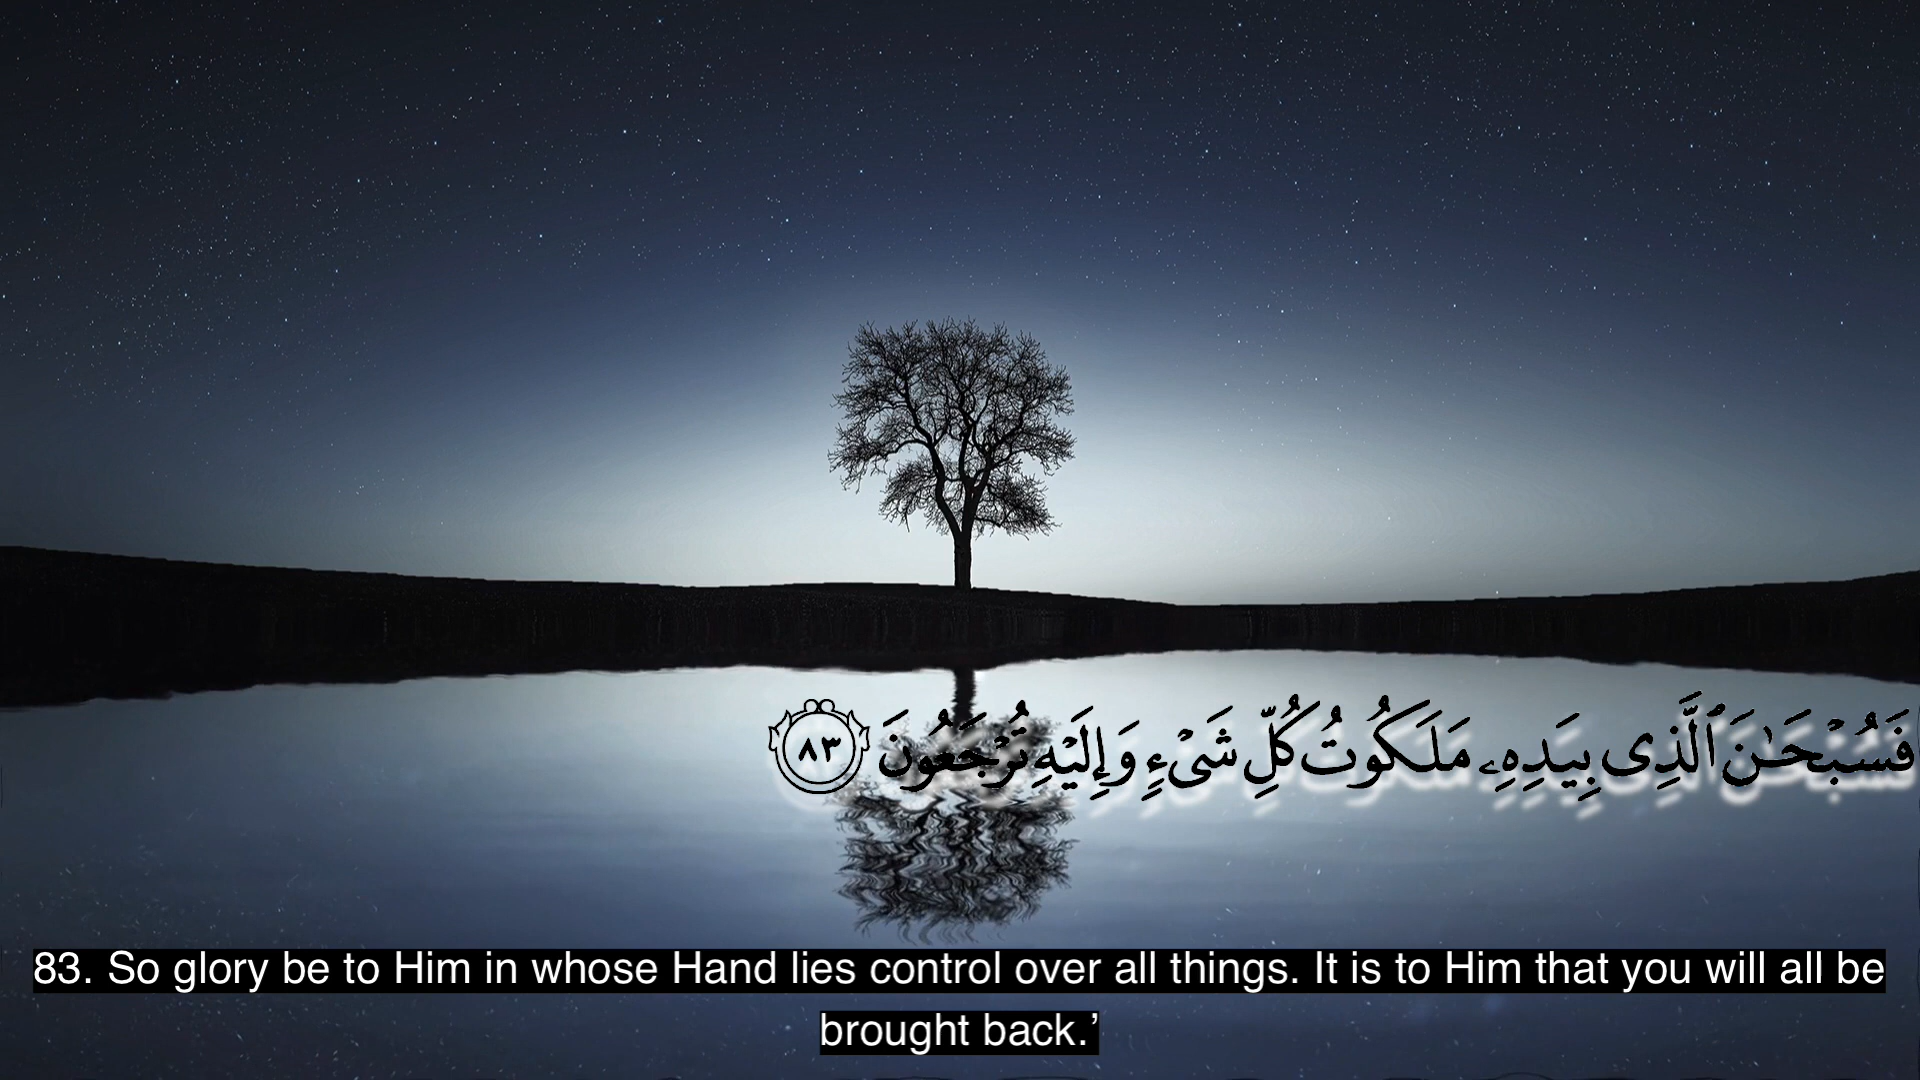 فَسُبْحَـٰنَ ٱلَّذِى بِيَدِهِۦ مَلَكُوتُ كُلِّ شَىْءٍ وَإِلَيْهِ تُرْجَعُونَ ٨٣
83. So glory be to Him in whose Hand lies control over all things. It is to Him that you will all be
brought back.’